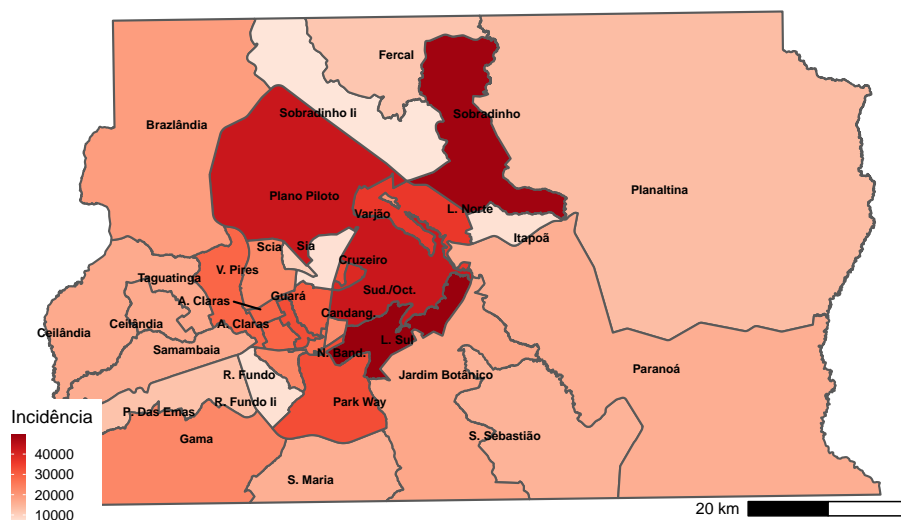 Fercal
Sobradinho Ii
Sobradinho
Brazlândia
Planaltina
Plano Piloto
L. Norte
Varjão
Itapoã
Scia
Sia
Cruzeiro
V. Pires
Taguatinga
Guará
Sud./Oct.
A. Claras
Candang.
Ceilândia
A. Claras
Ceilândia
L. Sul
Samambaia
N. Band.
R. Fundo
Jardim Botânico
Paranoá
R. Fundo Ii
Park Way
P. Das Emas
Gama
S. Sebastião
S. Maria
Incidência
40000
30000
20000
10000
20 km